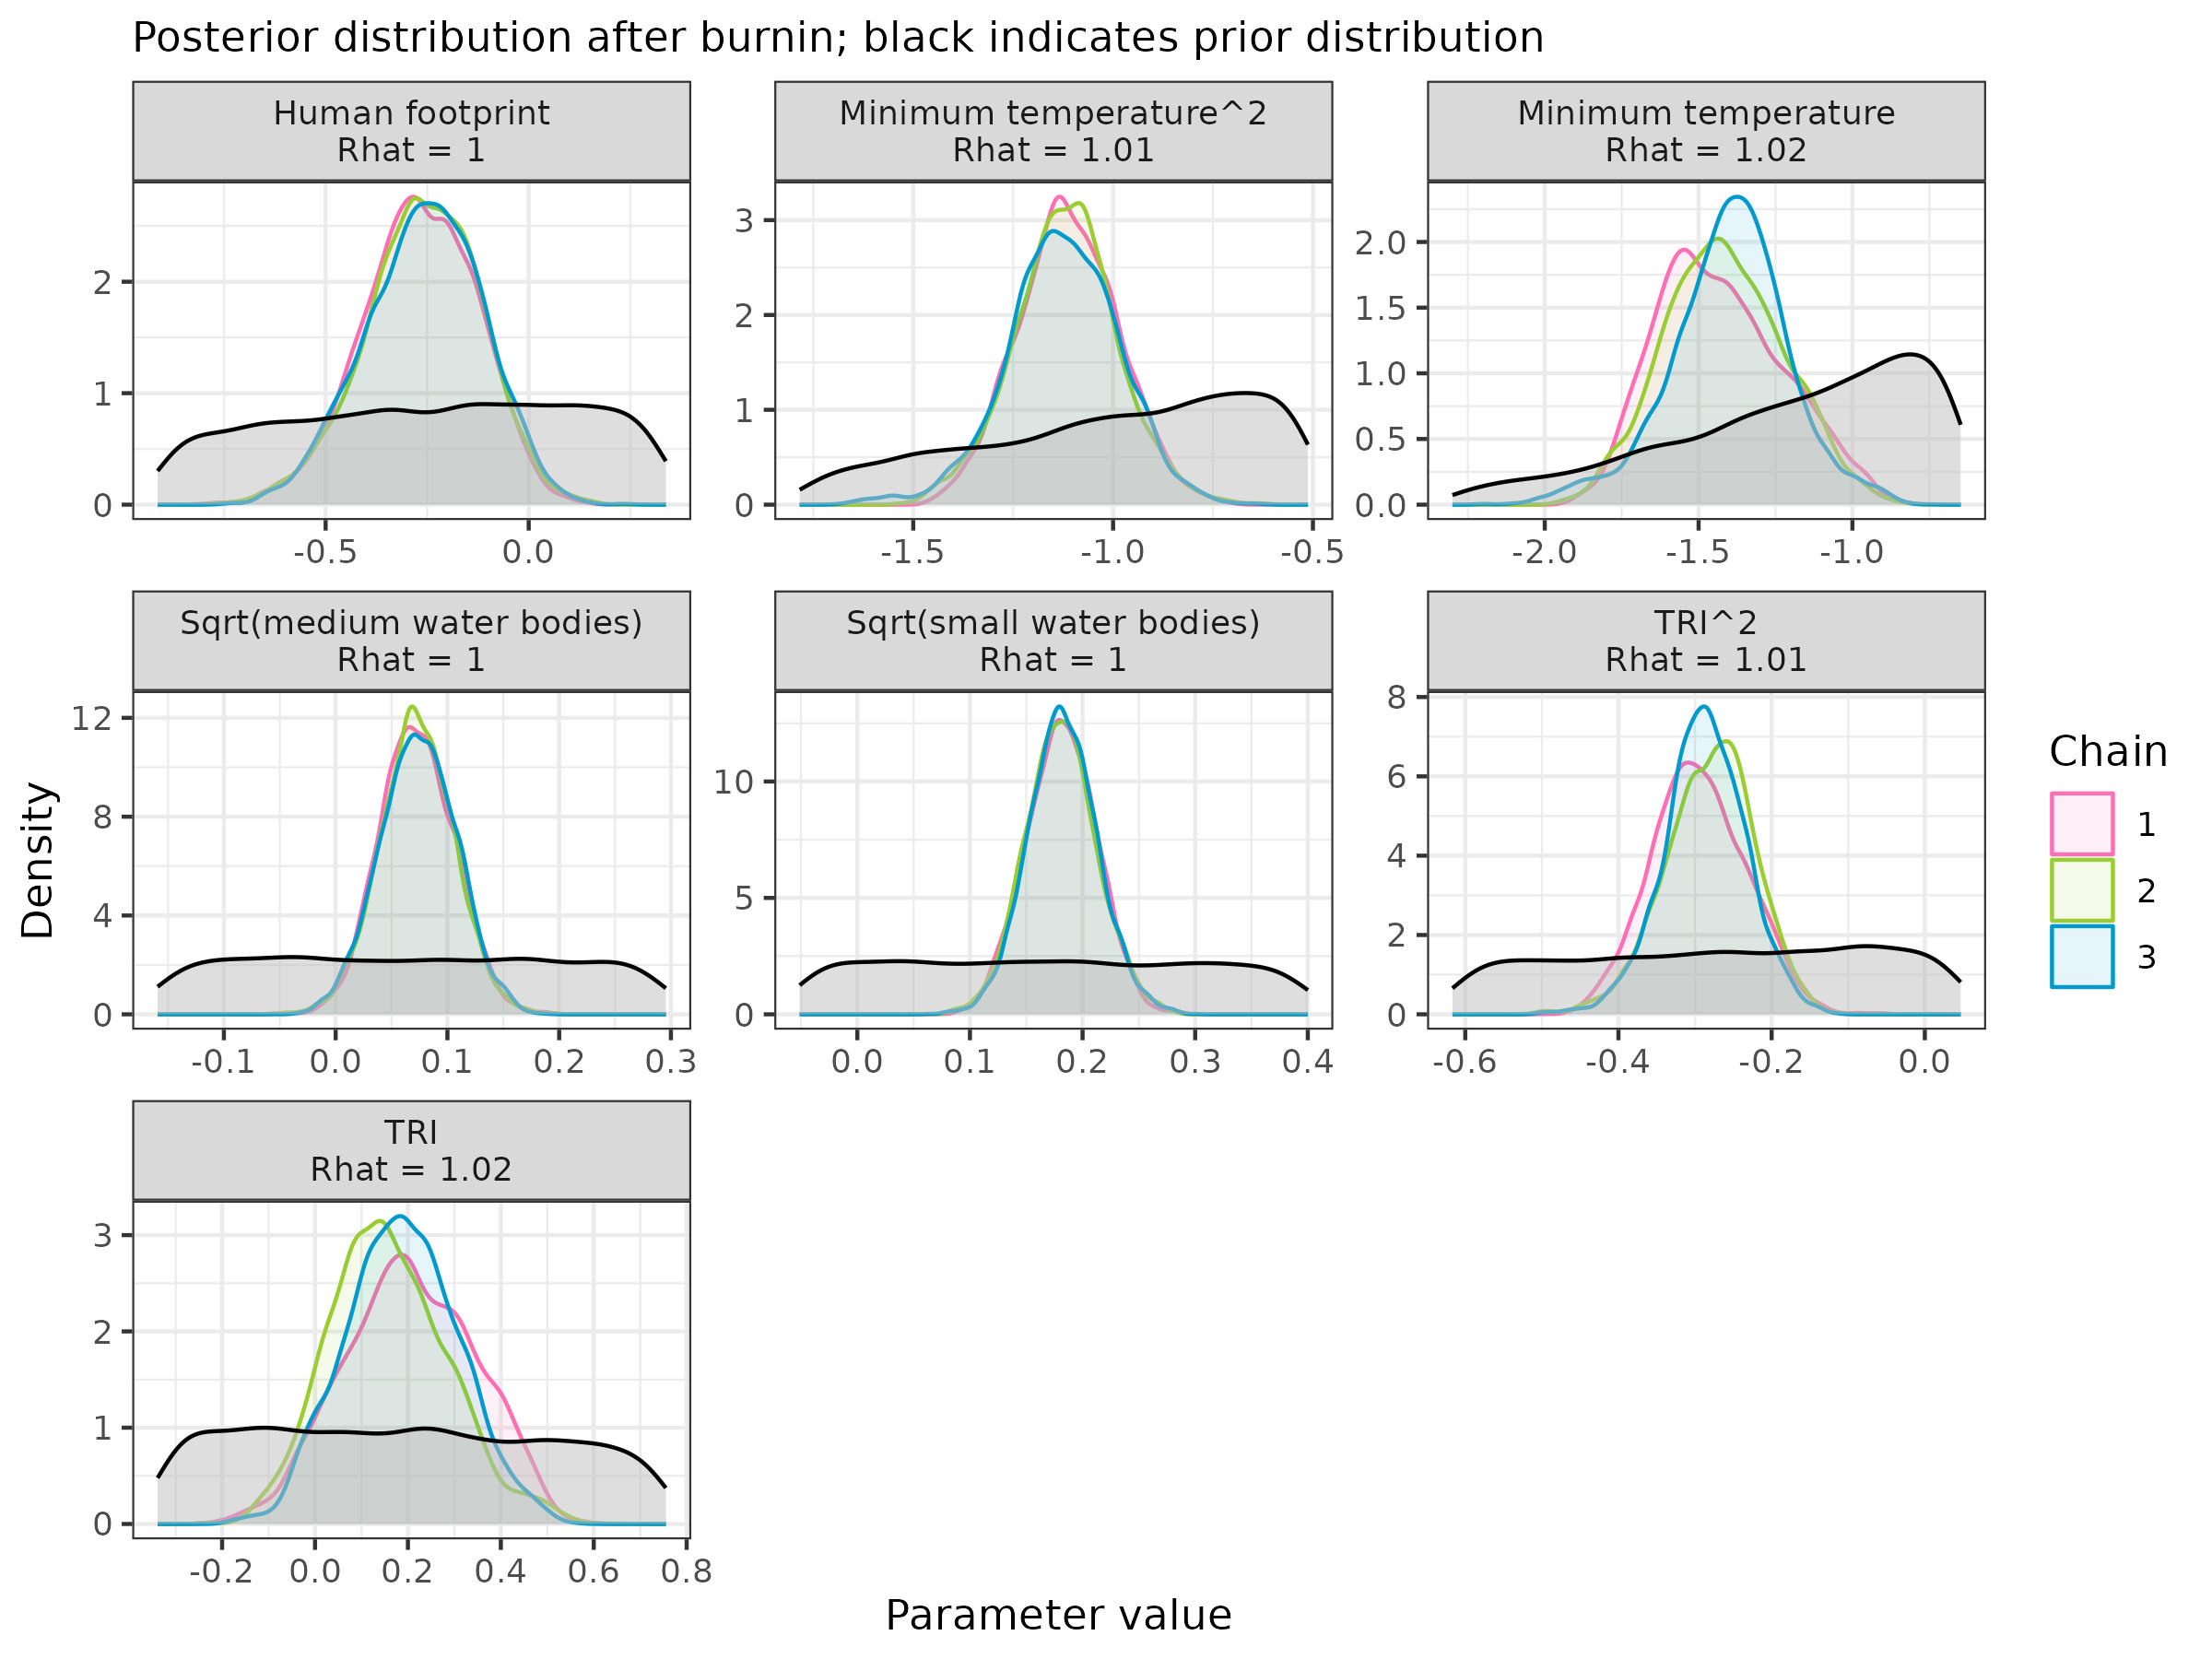 Posterior distribution after burnin; black indicates prior distribution
Human footprint
Rhat = 1
Minimum temperature^2
Rhat = 1.01
Minimum temperature
Rhat = 1.02
2
1
0
-0.5 0.0
3
2
1
0
-1.5 -1.0 -0.5
2.0
1.5
1.0
0.5
0.0
-2.0 -1.5 -1.0
Sqrt(medium water bodies)
Rhat = 1
Sqrt(small water bodies)
Rhat = 1
TRI^2
Rhat = 1.01
12
8
4
0
-0.1 0.0 0.1 0.2 0.3
10
5
0
0.0 0.1 0.2 0.3 0.4
8
6
4
2
0
-0.6 -0.4 -0.2 0.0
TRI
Rhat = 1.02
3
2
1
0
-0.2 0.0 0.2 0.4 0.6 0.8
Density
Parameter value
Chain
1
2
3